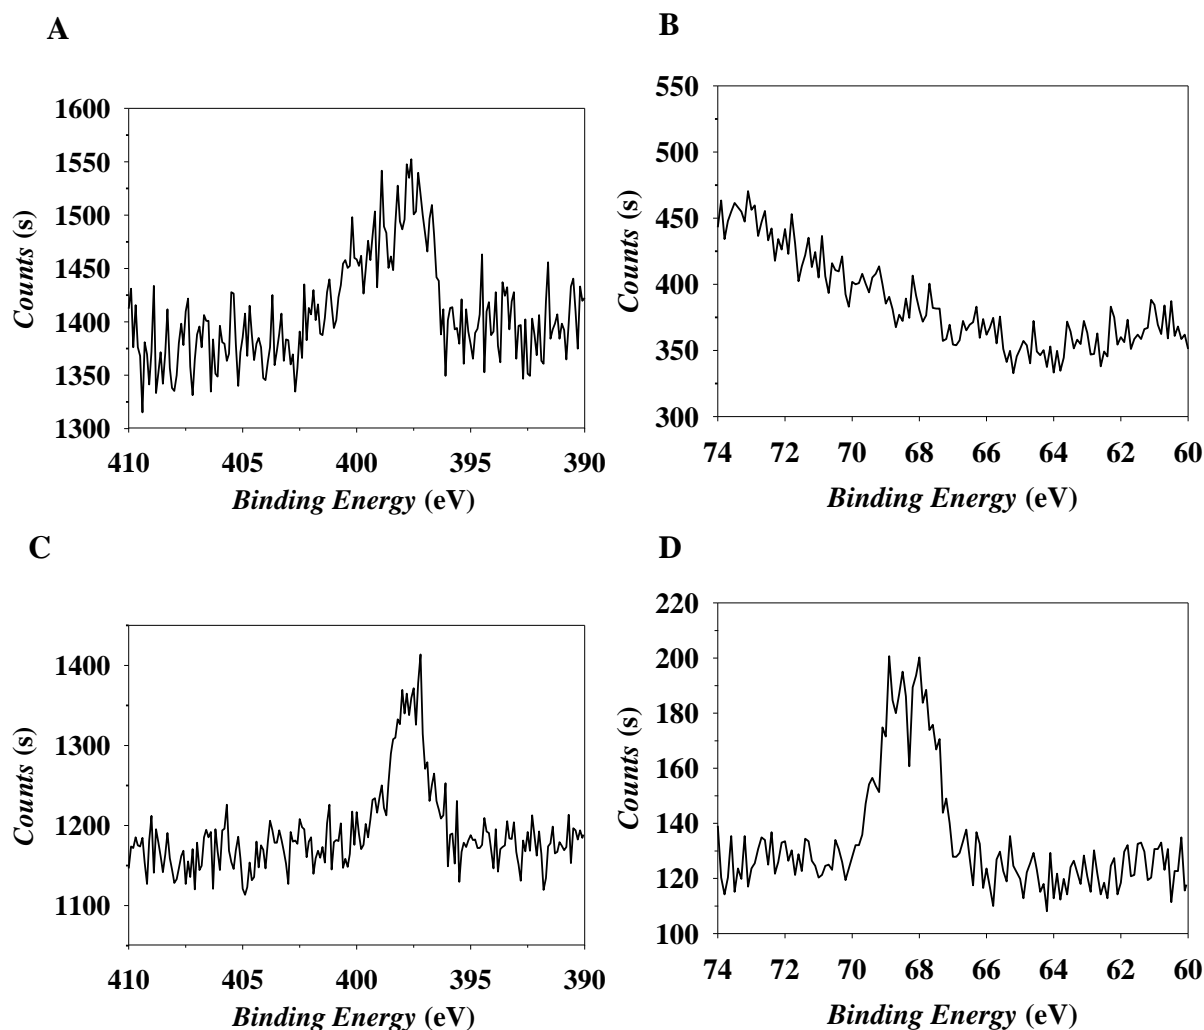 A
1600
1550
1500
1450
1400
1350
1300
Counts (s)
410 405 400 395 390
Binding Energy (eV)
B
550
500
450
400
350
300
Counts (s)
74 72 70 68 66 64 62 60
Binding Energy (eV)
C
1400
1300
1200
1100
Counts (s)
410 405 400 395 390
Binding Energy (eV)
D
220
200
180
160
140
120
100
Counts (s)
74 72 70 68 66 64 62 60
Binding Energy (eV)